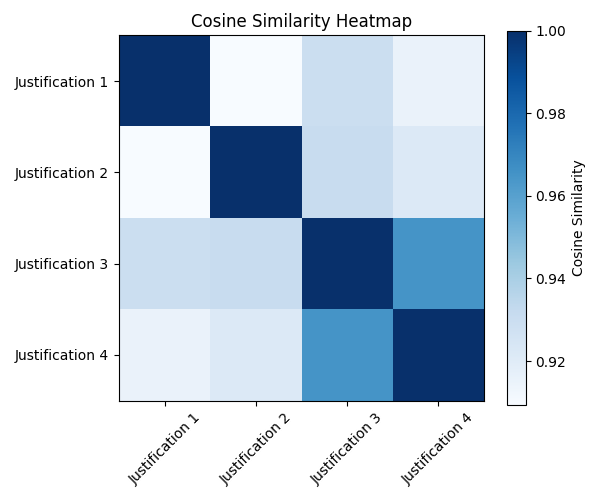 Cosine Similarity Heatmap
Justification 1
Justification 2
Justification 3
Justification 4
Justification 1
Justification 2
Justification 3
Justification 4
1.00
0.98
0.96
0.94
0.92
Cosine Similarity